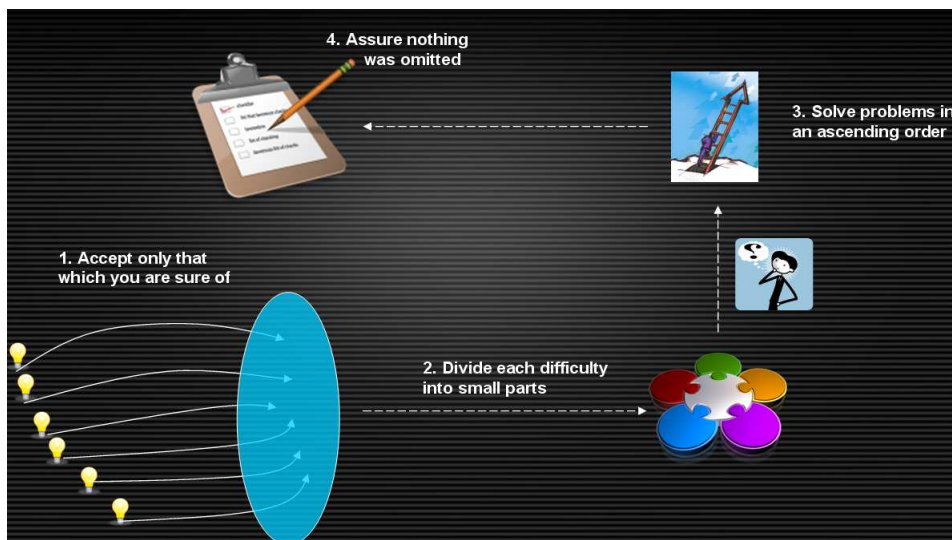 4. Assure nothing
was omitted
3. Solve problems in
an ascending order
1. Accept only that
which you are sure of
2. Divide each difficulty
into small parts